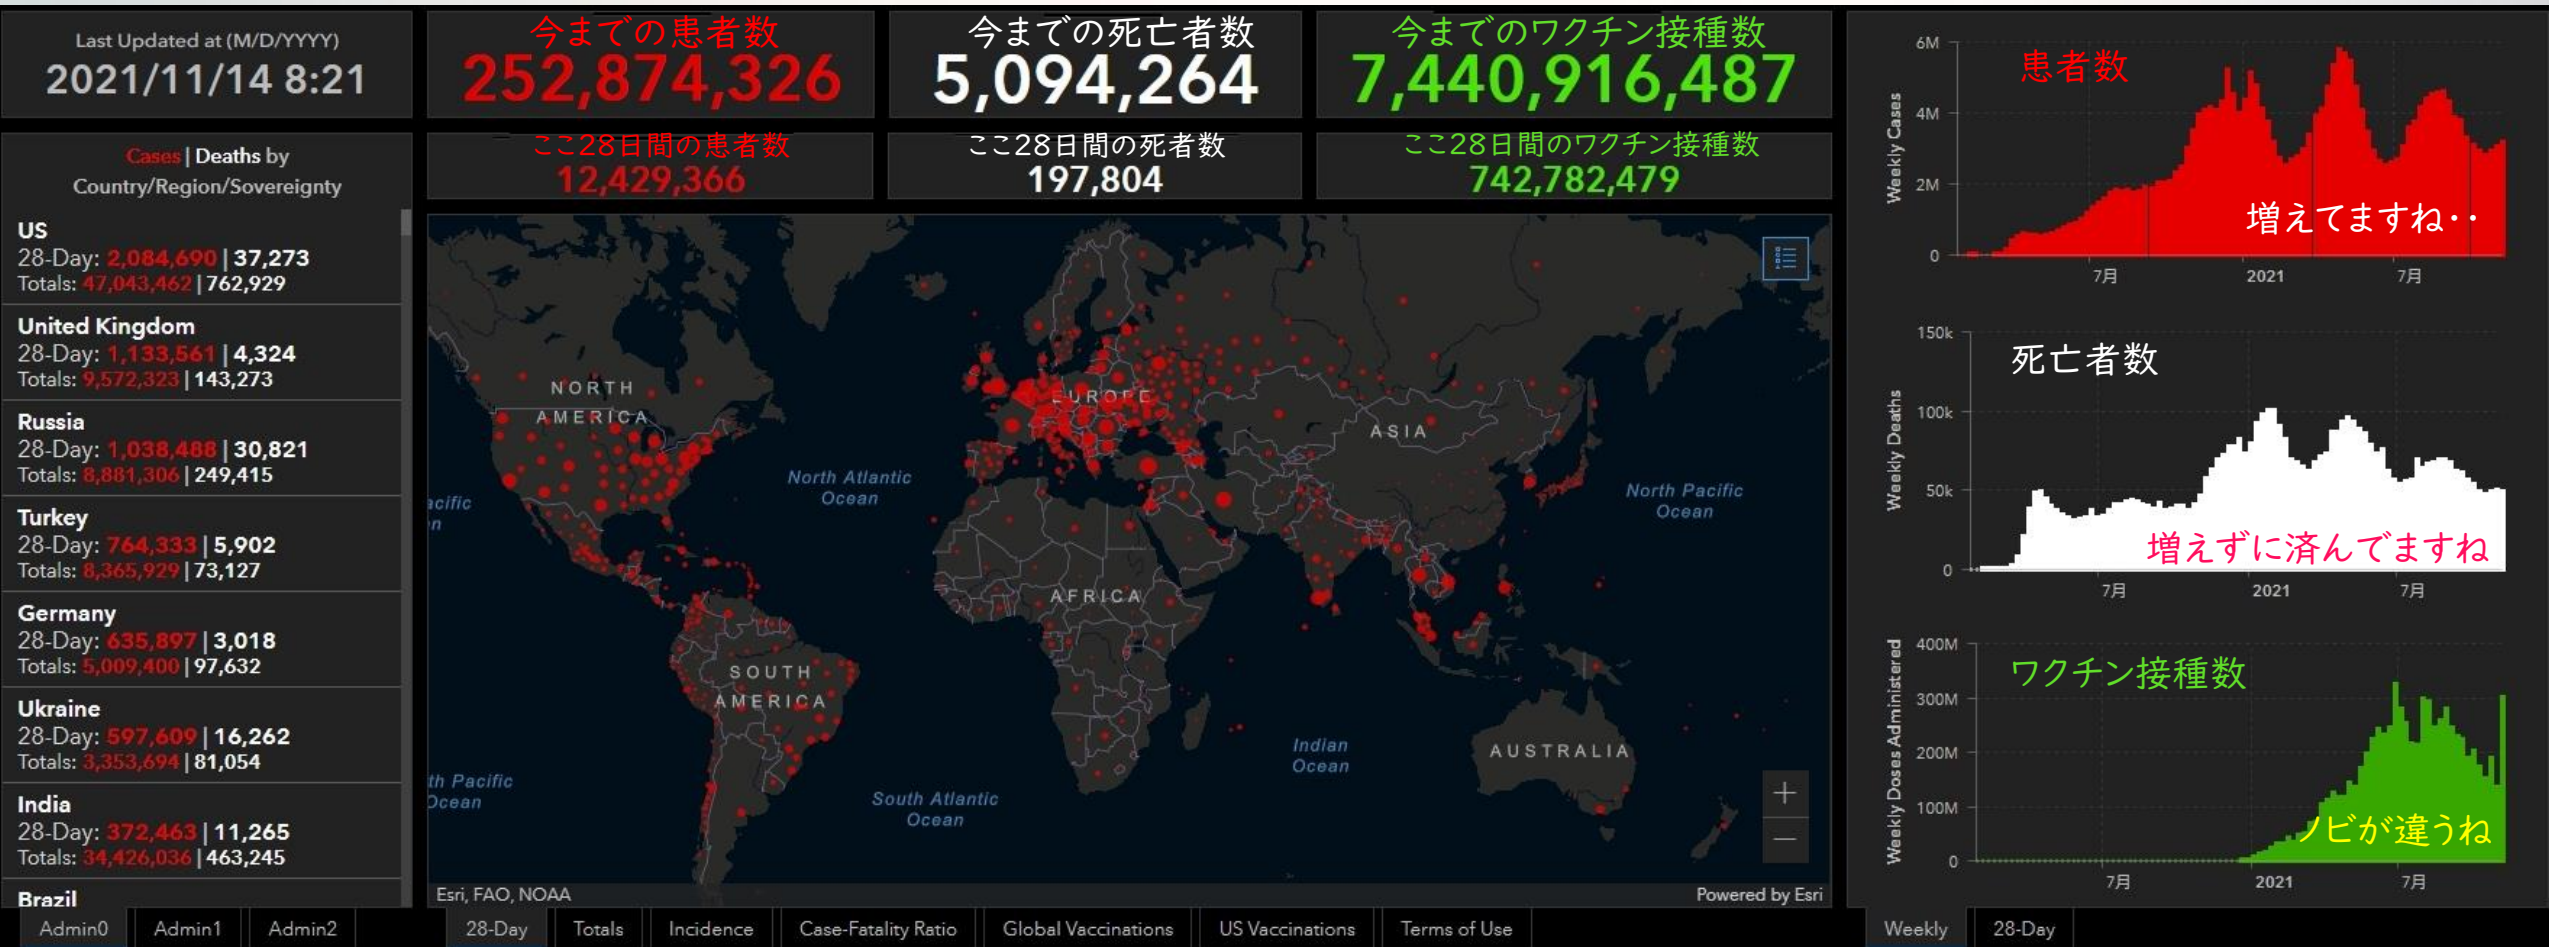 Last Updated at (M/D/YYYY)
2021/11/14 8:21
今までの患者数
252,874,326
今までの死亡者数
5,094,264
今までのワクチン接種数
7,440,916,487
ここ28日間の患者数
12,429,366
ここ28日間の死者数
197,804
ここ28日間のワクチン接種数
742,782,479
Cases | Deaths by
Country/Region/Sovereignty
US
28-Day: 2,084,690 | 37,273
Totals: 47,043,462 | 762,929
United Kingdom
28-Day: 1,133,561 | 4,324
Totals: 9,572,323 | 143,273
Russia
28-Day: 1,038,488 | 30,821
Totals: 8,881,306 | 249,415
Turkey
28-Day: 764,333 | 5,902
Totals: 8,365,929 | 73,127
Germany
28-Day: 635,897 | 3,018
Totals: 5,009,400 | 97,632
Ukraine
28-Day: 597,609 | 16,262
Totals: 3,353,694 | 81,054
India
28-Day: 372,463 | 11,265
Totals: 34,426,036 | 463,245
Brazil
Admin0 Admin1 Admin2
NORTH
AMERICA
EUROPE
ASIA
North Atlantic
Ocean
North Pacific
Ocean
acific
n
AFRICA
SOUTH
AMERICA
Indian
Ocean
AUSTRALIA
th Pacific
Ocean
South Atlantic
Ocean
Esri, FAO, NOAA
Powered by Esri
28-Day Totals Incidence Case-Fatality Ratio Global Vaccinations US Vaccinations Terms of Use
患者数
Weekly Cases
6M
4M
2M
0
増えてますね‥
7月 2021 7月
死亡者数
Weekly Deaths
150k
100k
50k
0
増えずに済んでますね
7月 2021 7月
ワクチン接種数
Weekly Doses Administered
400M
300M
200M
100M
0
ノビが違うね
7月 2021 7月
Weekly 28-Day